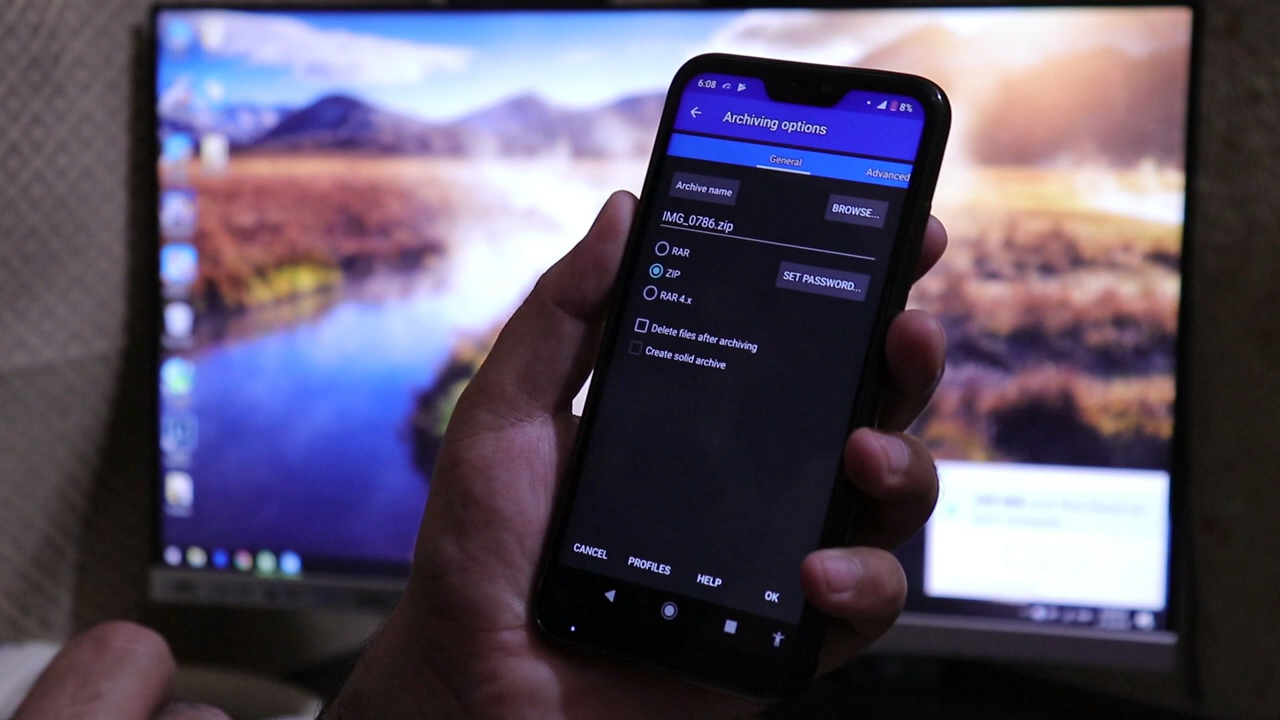 6:08 8%
Archiving options
General Advanced
Archive name BROWSE...
IMG_0786.zip
RAR
ZIP SET PASSWORD...
RAR 4.x
Delete files after archiving
Create solid archive
CANCEL PROFILES HELP OK